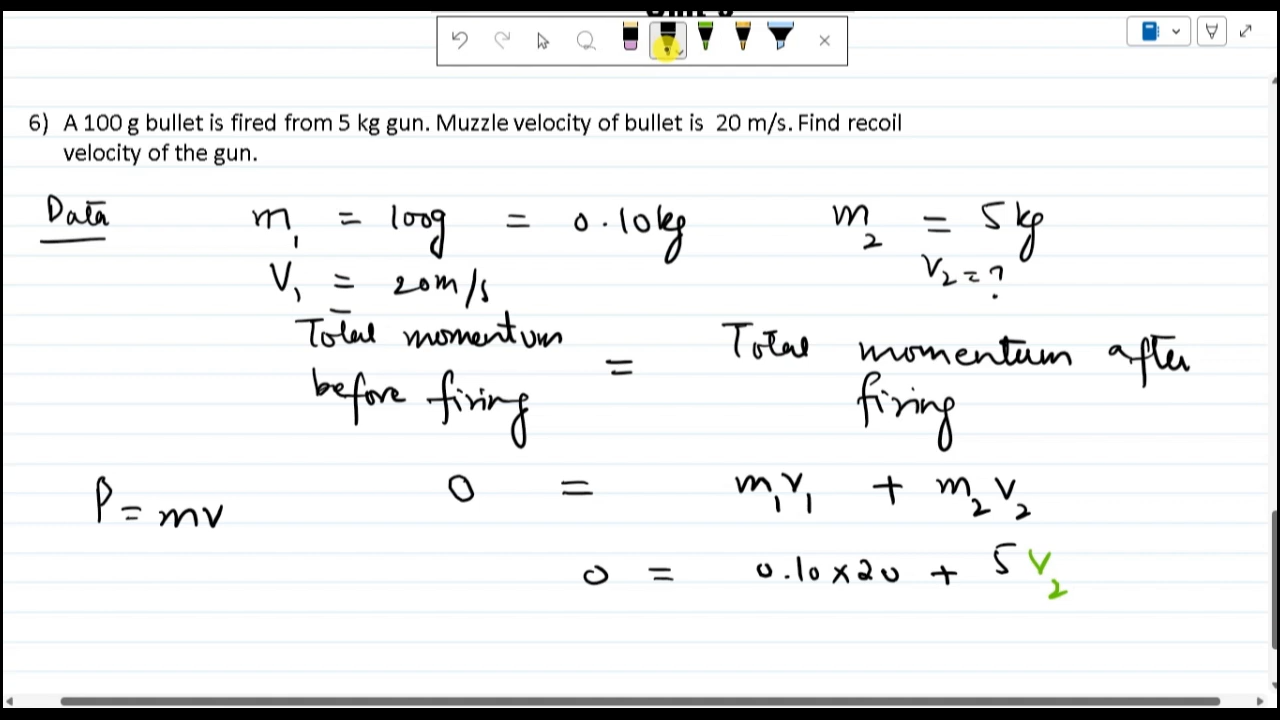 6) A 100 g bullet is fired from 5 kg gun. Muzzle velocity of bullet is 20 m/s. Find recoil
velocity of the gun.
Data m₁ = 100g = 0.10kg m₂ = 5kg
V₁ = 20m/s V₂ = ?
Total momentum = Total momentum after
before firing firing
P = mv 0 = m₁v₁ + m₂v₂
0 = 0.10 × 20 + 5 V₂